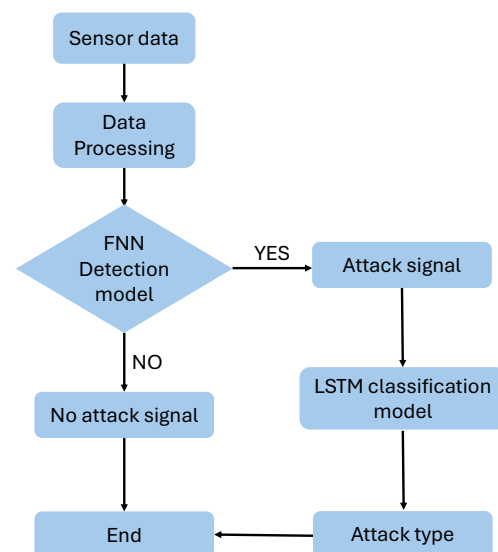 Sensor data
Data
Processing
FNN
Detection
model
YES
Attack signal
NO
No attack signal
LSTM classification
model
End
Attack type